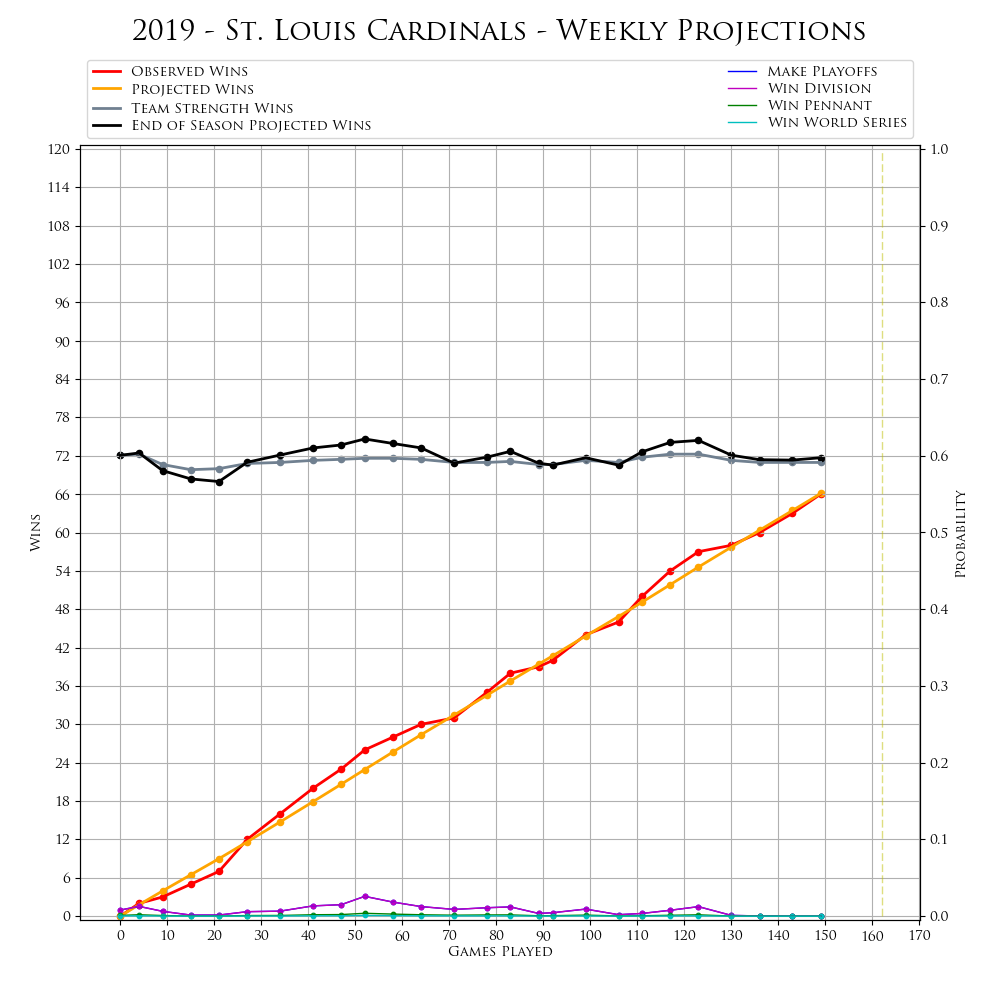 2019 - St. Louis Cardinals - Weekly Projections
Observed Wins
Projected Wins
Team Strength Wins
End of Season Projected Wins
Make Playoffs
Win Division
Win Pennant
Win World Series
120
114
108
102
96
90
84
78
72
66
60
54
48
42
36
30
24
18
12
6
0
Wins
1.0
0.9
0.8
0.7
0.6
0.5
0.4
0.3
0.2
0.1
0.0
Probability
0 10 20 30 40 50 60 70 80 90 100 110 120 130 140 150 160 170
Games Played